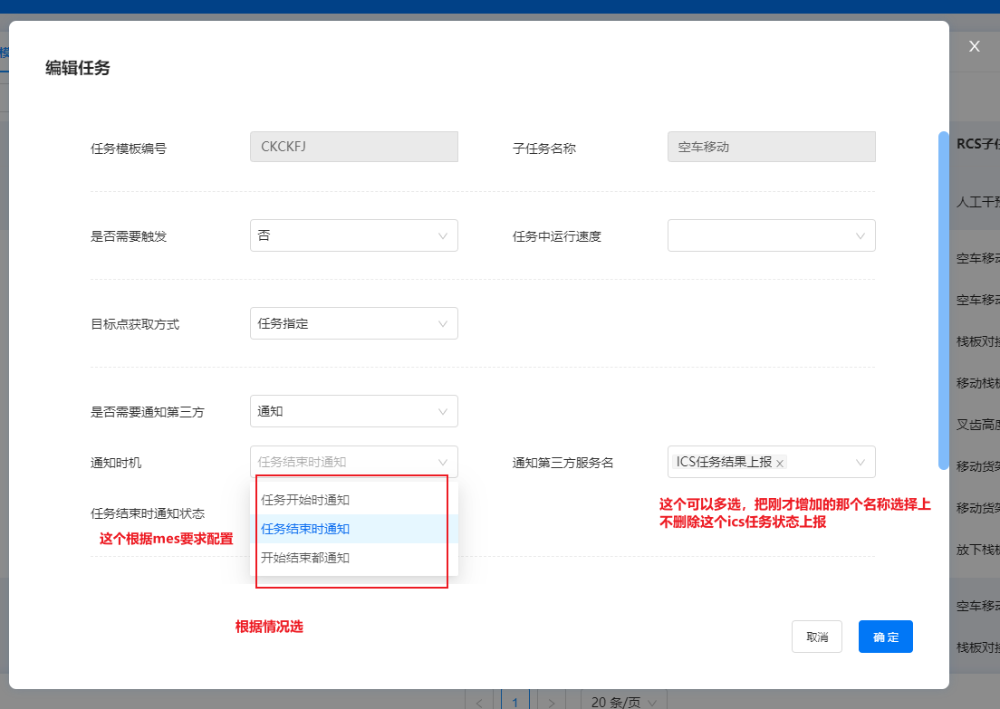 模
X
编辑任务
任务模板编号 CKCKFJ 子任务名称 空车移动
RCS子任
人工干预
是否需要触发 否 任务中运行速度
空车移动
空车移动
目标点获取方式 任务指定
栈板对接
移动栈板
是否需要通知第三方 通知
叉齿高度
通知时机 任务结束时通知 通知第三方服务名 ICS任务结果上报 x
移动货架
任务开始时通知
这个可以多选，把刚才增加的那个名称选择上
移动货架
任务结束时通知状态
不删除这个ics任务状态上报
任务结束时通知
这个根据mes要求配置
放下栈板
开始结束都通知
空车移动
根据情况选
取消 确定
栈板对接
< 1 > 20 条/页